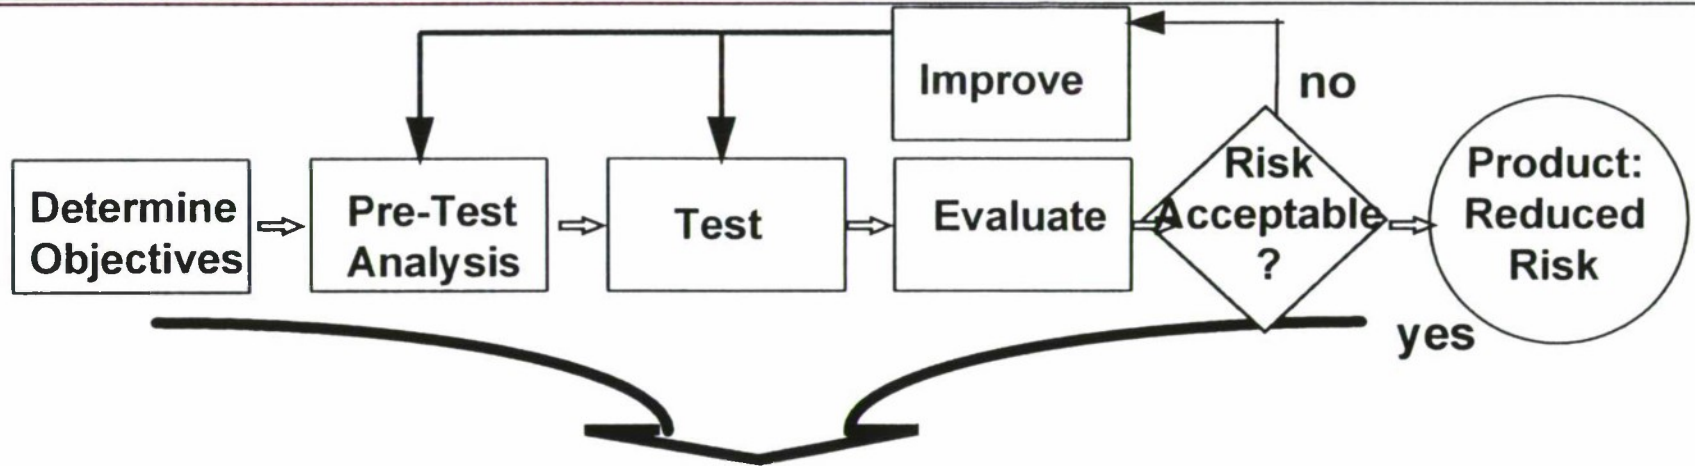 Improve
no
Determine
Objectives
Pre-Test
Analysis
Test
Evaluate
Risk
Acceptable
?
Product:
Reduced
Risk
yes